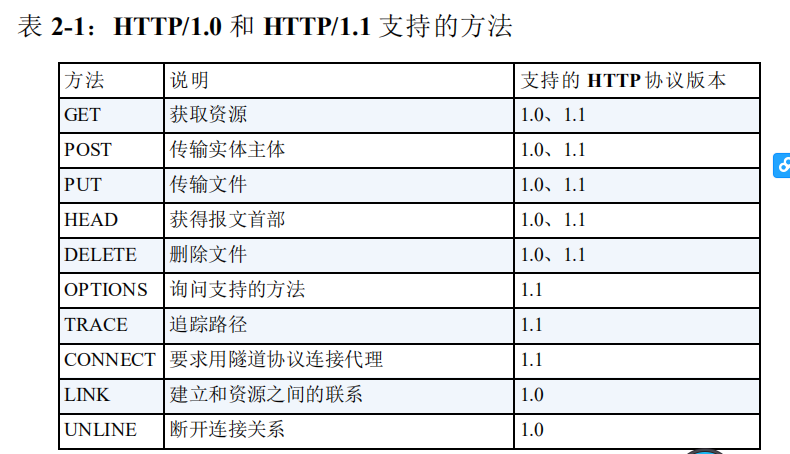 表 2-1：HTTP/1.0 和 HTTP/1.1 支持的方法
方法 说明 支持的 HTTP 协议版本
GET 获取资源 1.0、1.1
POST 传输实体主体 1.0、1.1
PUT 传输文件 1.0、1.1
HEAD 获得报文首部 1.0、1.1
DELETE 删除文件 1.0、1.1
OPTIONS 询问支持的方法 1.1
TRACE 追踪路径 1.1
CONNECT 要求用隧道协议连接代理 1.1
LINK 建立和资源之间的联系 1.0
UNLINE 断开连接关系 1.0